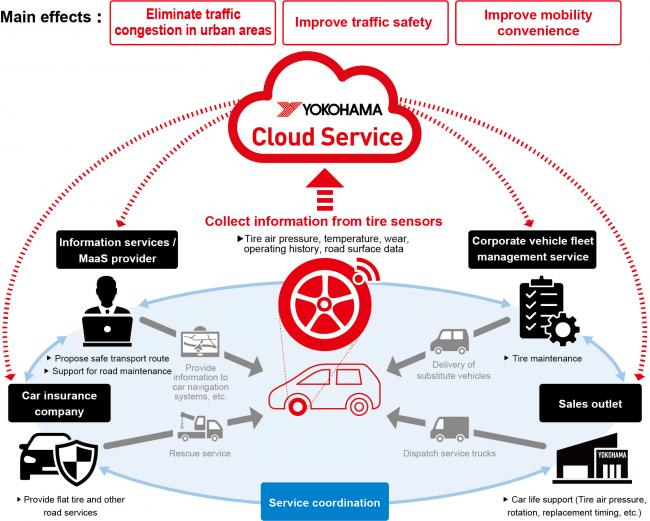 Main effects :
Eliminate traffic
congestion in urban areas
Improve traffic safety
Improve mobility
convenience
YOKOHAMA
Cloud Service
Collect information from tire sensors
▶Tire air pressure, temperature, wear,
operating history, road surface data
Information services /
MaaS provider
Corporate vehicle fleet
management service
▶ Propose safe transport route
▶ Support for road maintenance
Provide
information to
car navigation
systems, etc.
Delivery of
substitute vehicles
▶ Tire maintenance
Car insurance
company
Sales outlet
Rescue service
Dispatch service trucks
YOKOHAMA
▶ Provide flat tire and other
road services
Service coordination
▶ Car life support (Tire air pressure,
rotation, replacement timing, etc.)